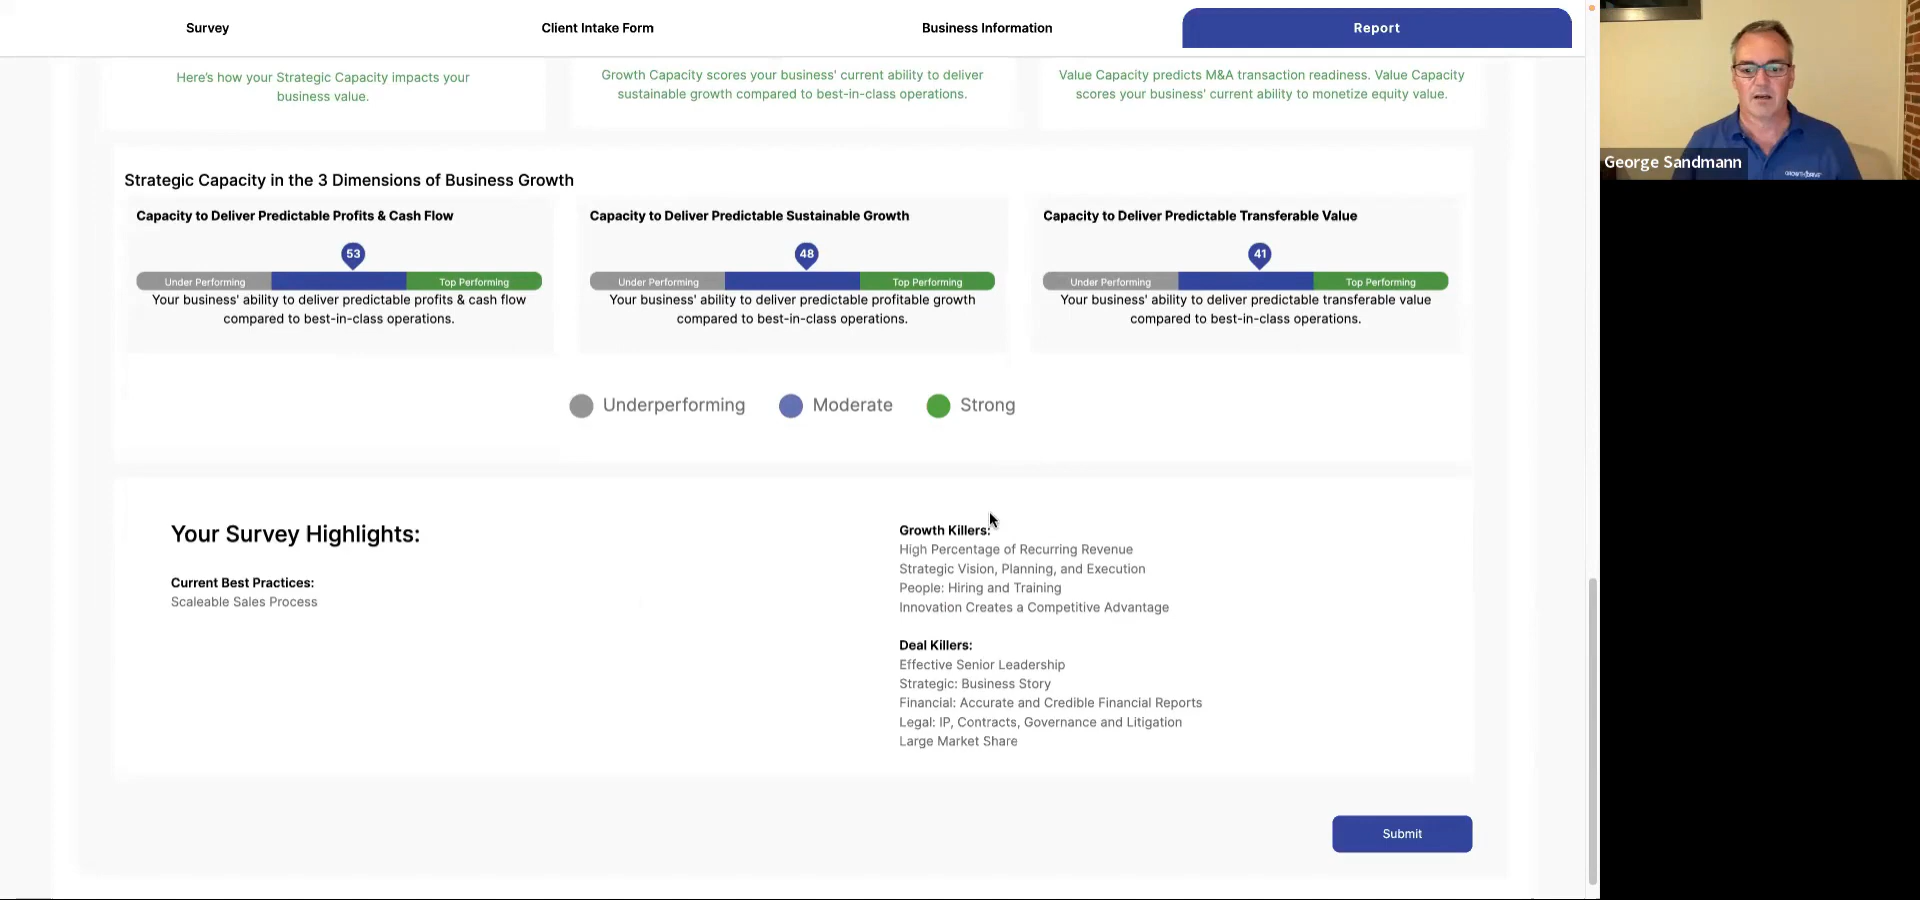 Survey
Client Intake Form
Business Information
Report
Here's how your Strategic Capacity impacts your
business value.
Growth Capacity scores your business' current ability to deliver
sustainable growth compared to best-in-class operations.
Value Capacity predicts M&A transaction readiness. Value Capacity
scores your business' current ability to monetize equity value.
George Sandmann
Strategic Capacity in the 3 Dimensions of Business Growth
Capacity to Deliver Predictable Profits & Cash Flow
53
Under Performing
Top Performing
Your business' ability to deliver predictable profits & cash flow
compared to best-in-class operations.
Capacity to Deliver Predictable Sustainable Growth
48
Under Performing
Top Performing
Your business' ability to deliver predictable profitable growth
compared to best-in-class operations.
Capacity to Deliver Predictable Transferable Value
41
Under Performing
Top Performing
Your business' ability to deliver predictable transferable value
compared to best-in-class operations.
Underperforming
Moderate
Strong
Your Survey Highlights:
Current Best Practices:
Scaleable Sales Process
Growth Killers:
High Percentage of Recurring Revenue
Strategic Vision, Planning, and Execution
People: Hiring and Training
Innovation Creates a Competitive Advantage
Deal Killers:
Effective Senior Leadership
Strategic: Business Story
Financial: Accurate and Credible Financial Reports
Legal: IP, Contracts, Governance and Litigation
Large Market Share
Submit